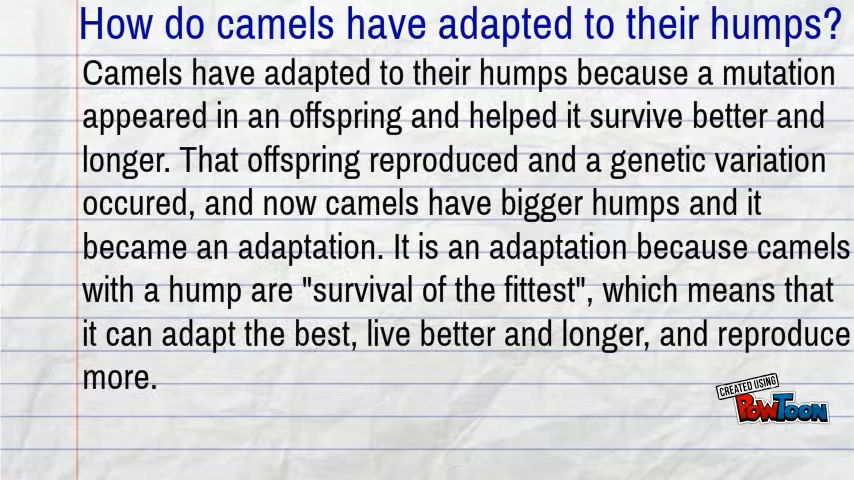 How do camels have adapted to their humps?
Camels have adapted to their humps because a mutation
appeared in an offspring and helped it survive better and
longer. That offspring reproduced and a genetic variation
occured, and now camels have bigger humps and it
became an adaptation. It is an adaptation because camels
with a hump are "survival of the fittest", which means that
it can adapt the best, live better and longer, and reproduce
more.
CREATED USING
POWTOON